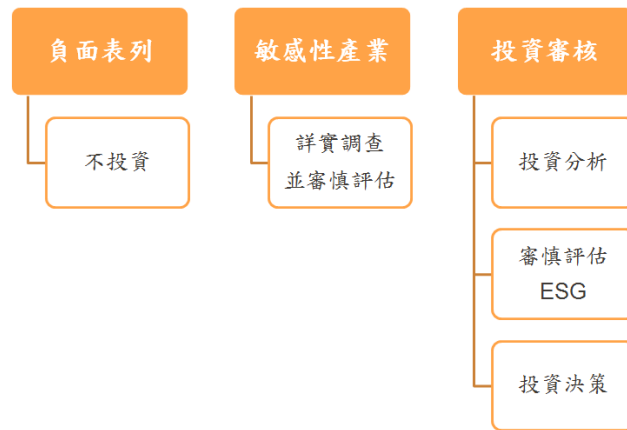 負面表列
不投資
敏感性產業
詳實調查
並審慎評估
投資審核
投資分析
審慎評估
ESG
投資決策